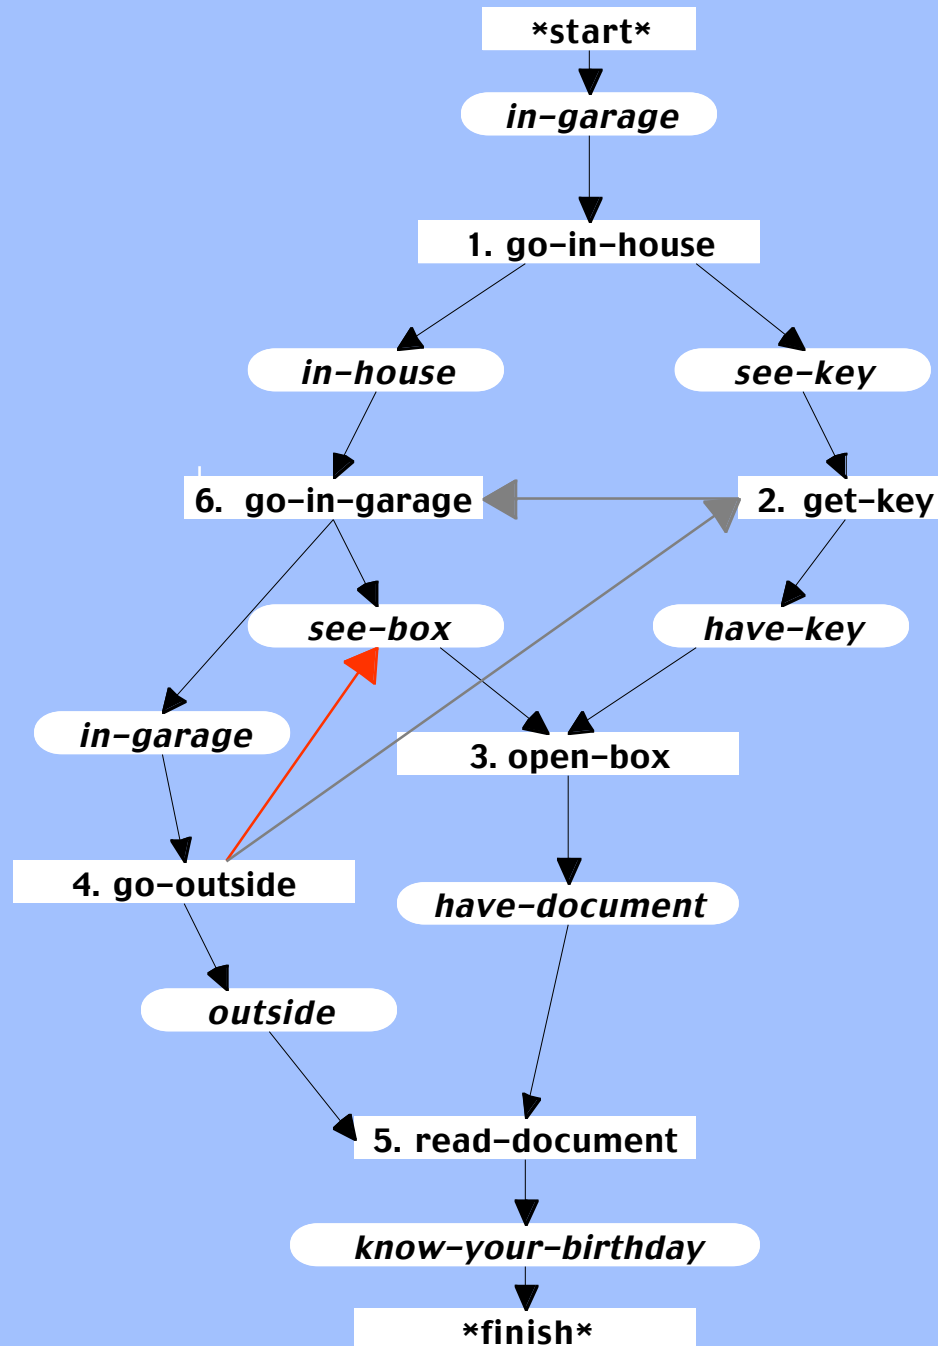 *start*
in-garage
1. go-in-house
in-house
see-key
6. go-in-garage
2. get-key
see-box
have-key
in-garage
3. open-box
4. go-outside
have-document
outside
5. read-document
know-your-birthday
*finish*